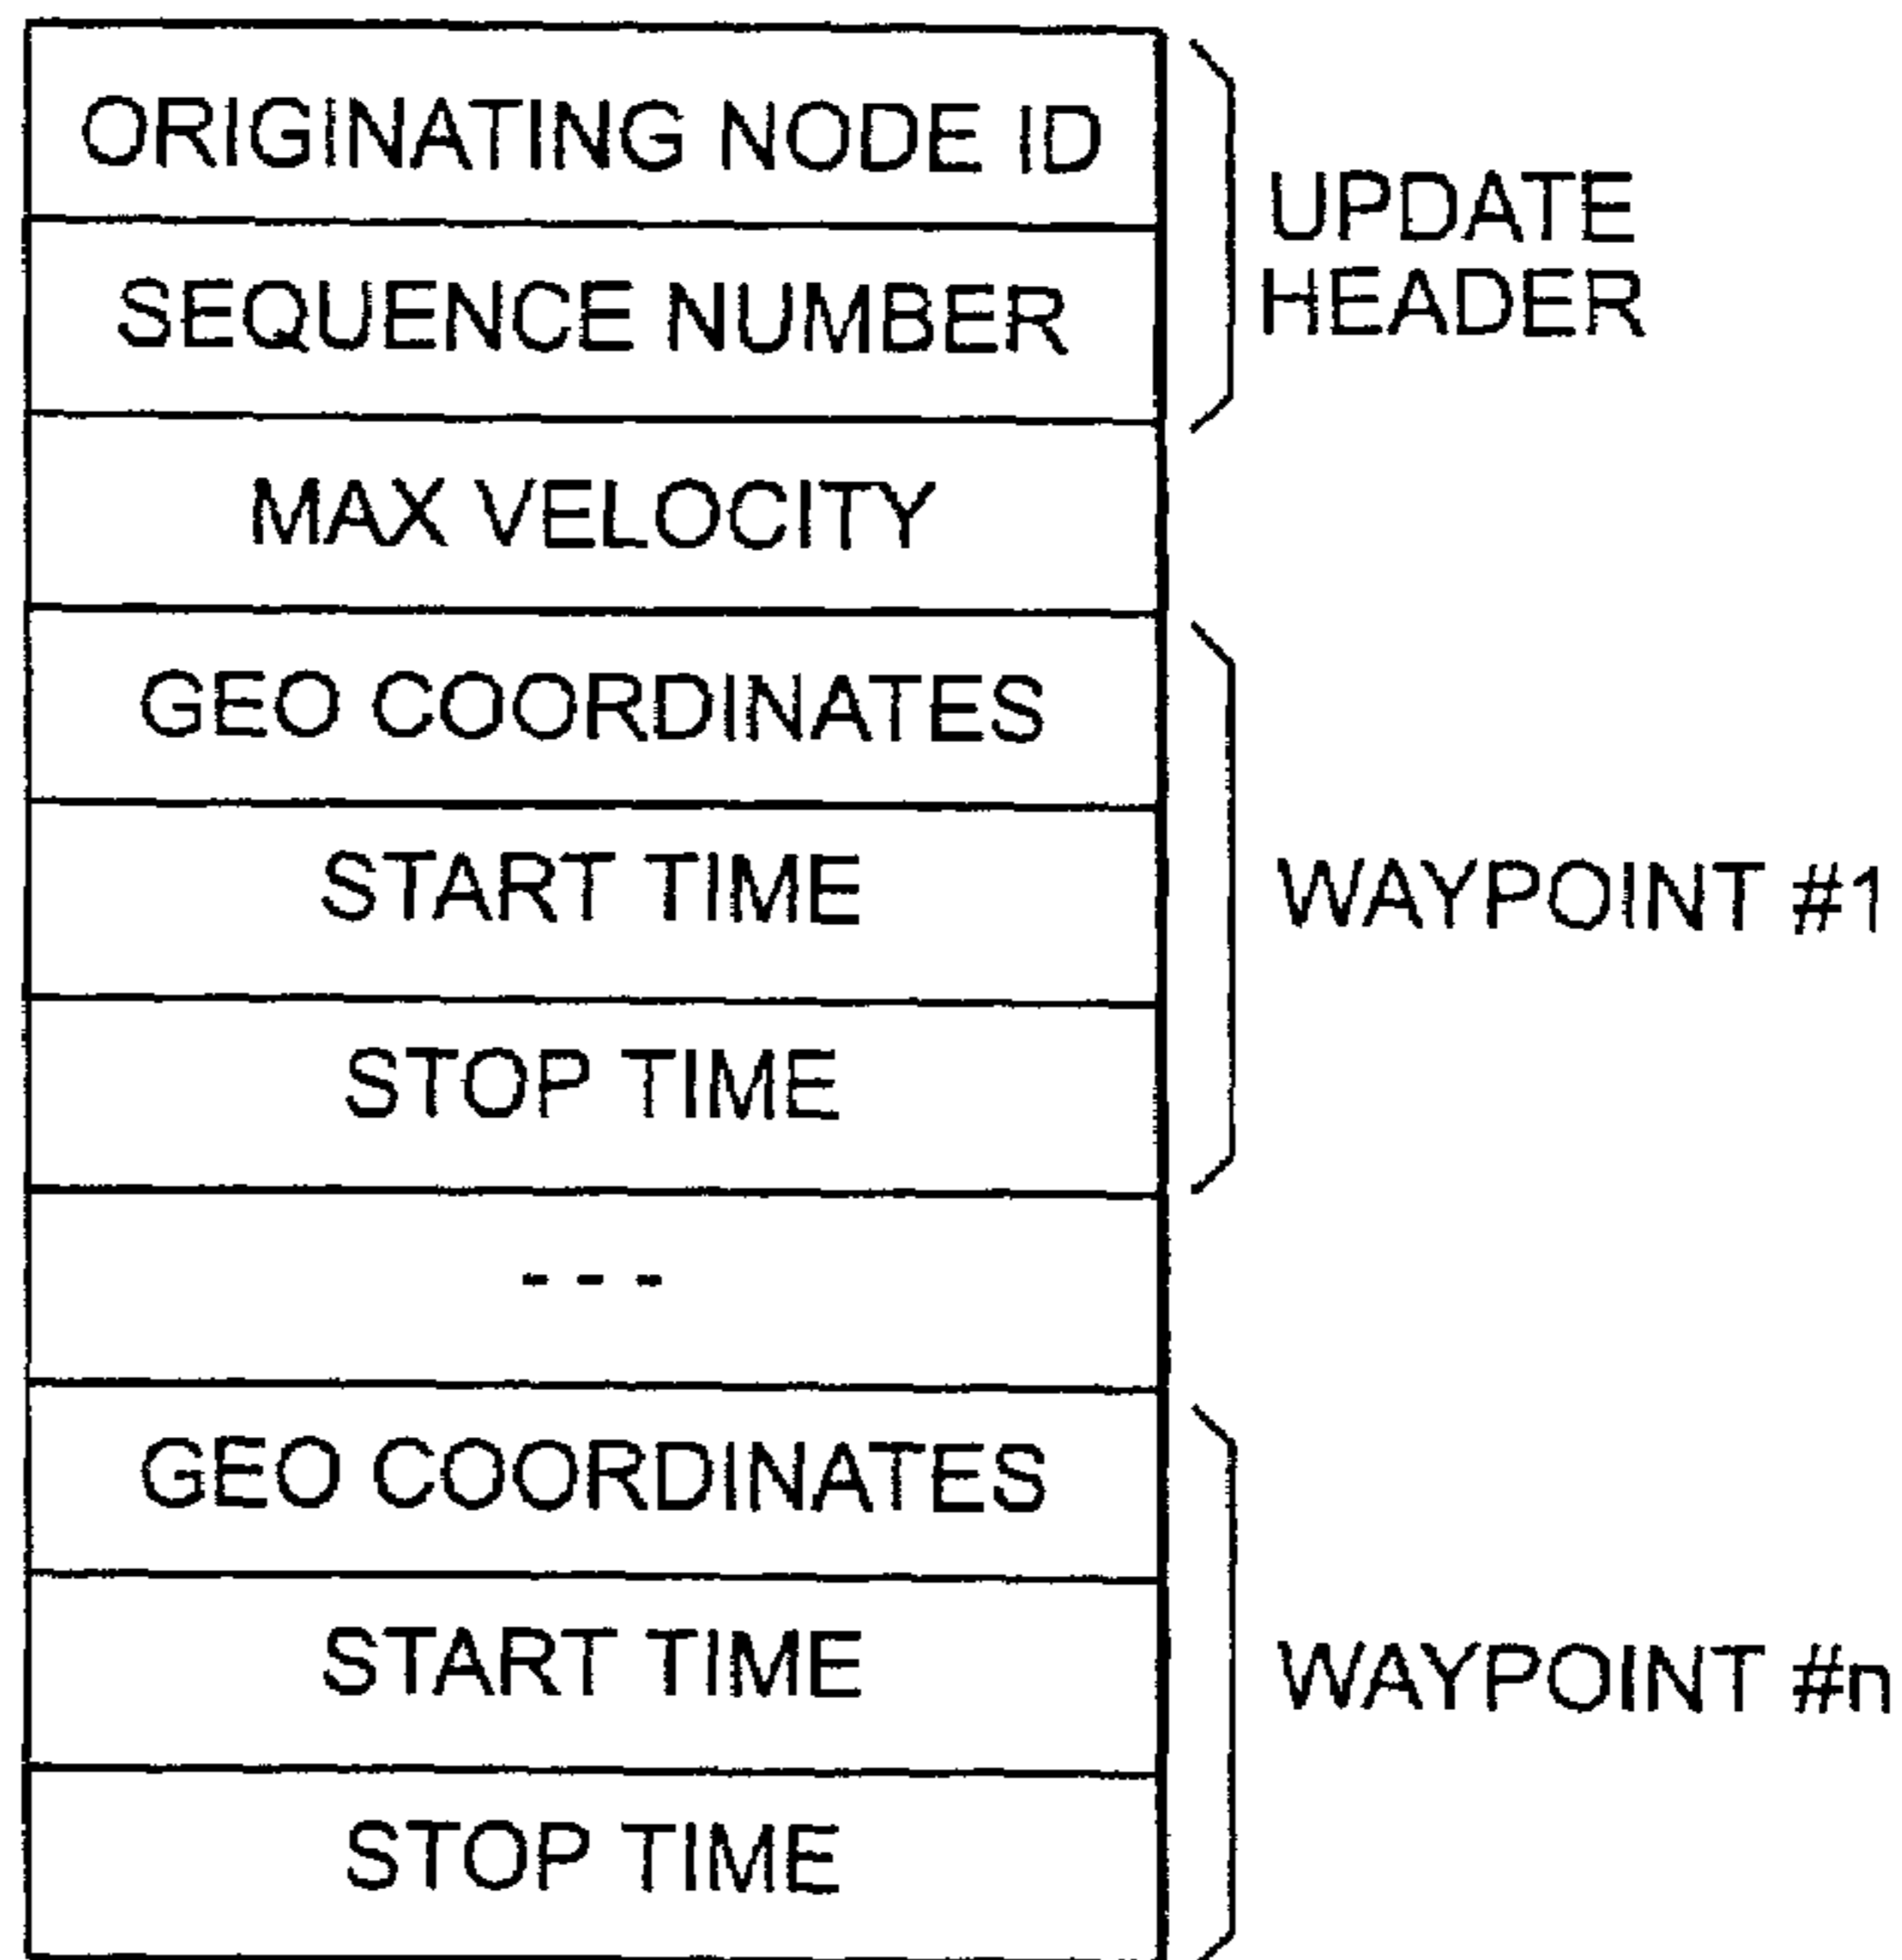 ORIGINATING NODE ID
SEQUENCE NUMBER
UPDATE
HEADER
MAX VELOCITY
GEO COORDINATES
START TIME
STOP TIME
WAYPOINT #1
- - -
GEO COORDINATES
START TIME
STOP TIME
WAYPOINT #n